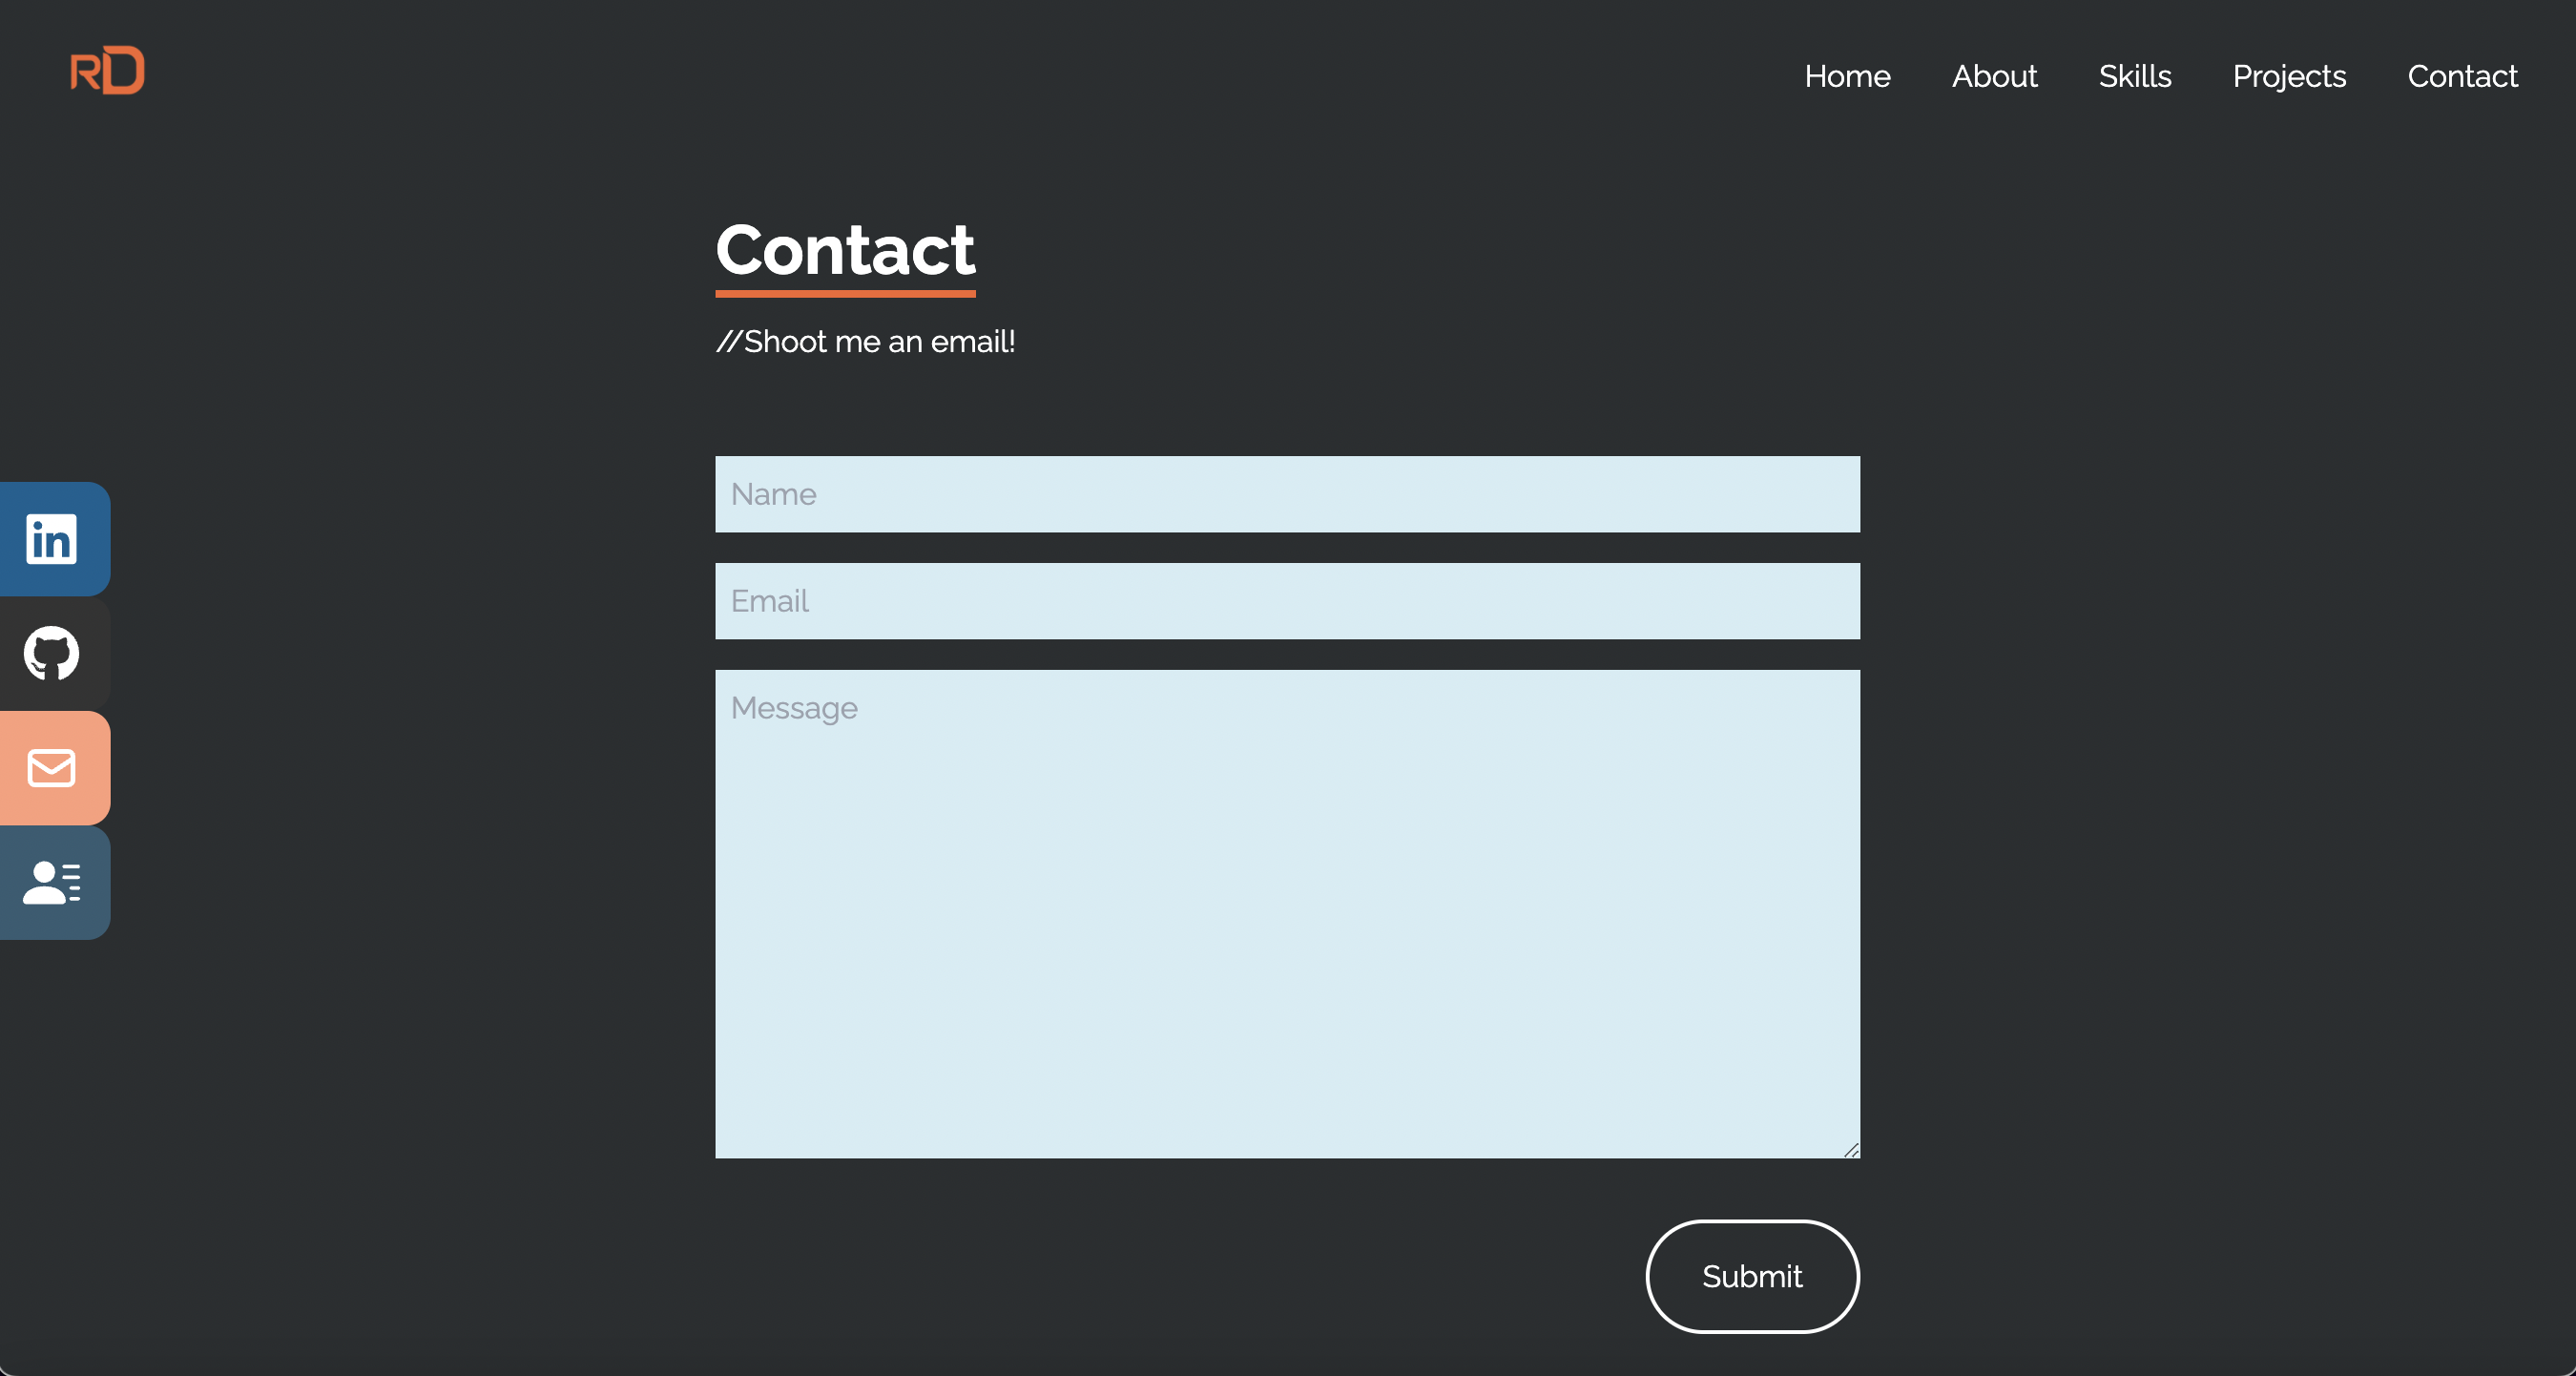 RD
Home About Skills Projects Contact
Contact
//Shoot me an email!
Name
Email
in
Message
Submit